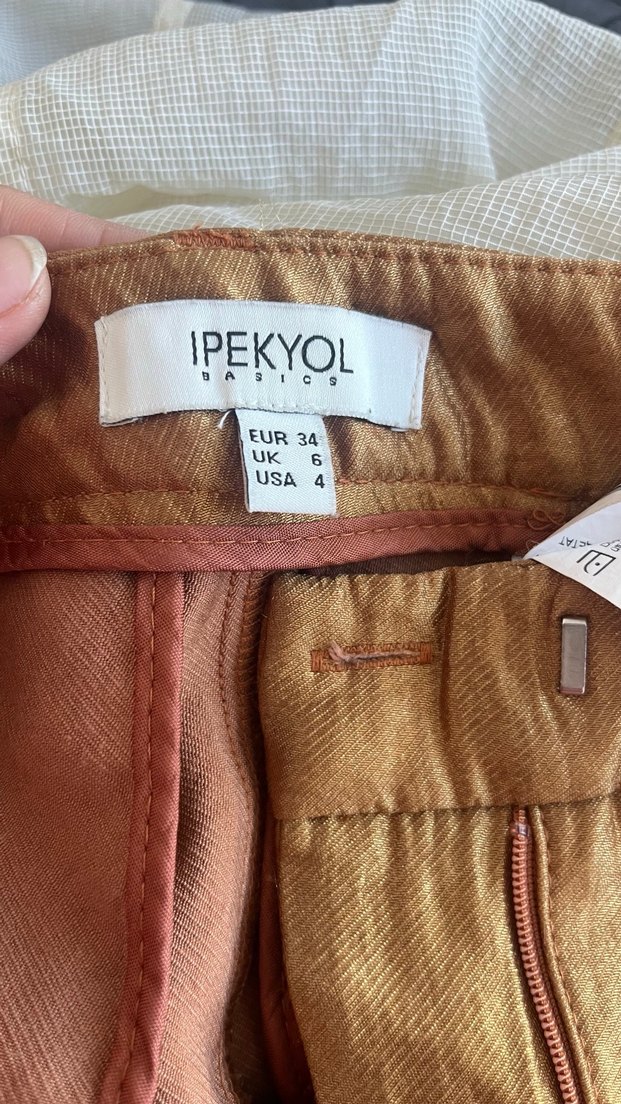 IPEKYOL
BASICS
EUR 34
UK 6
USA 4